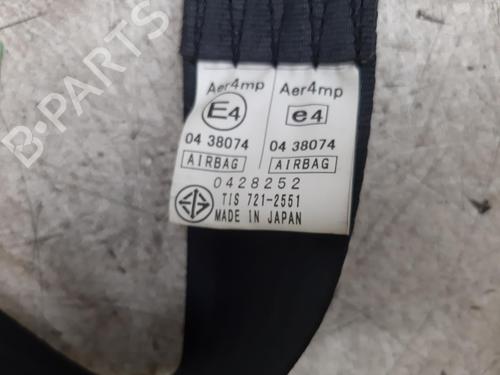 Aer4mp Aer4mp
E4 e4
04 38074 04 38074
AIRBAG AIRBAG
0428252
TIS 721-2551
MADE IN JAPAN
B-PARTS